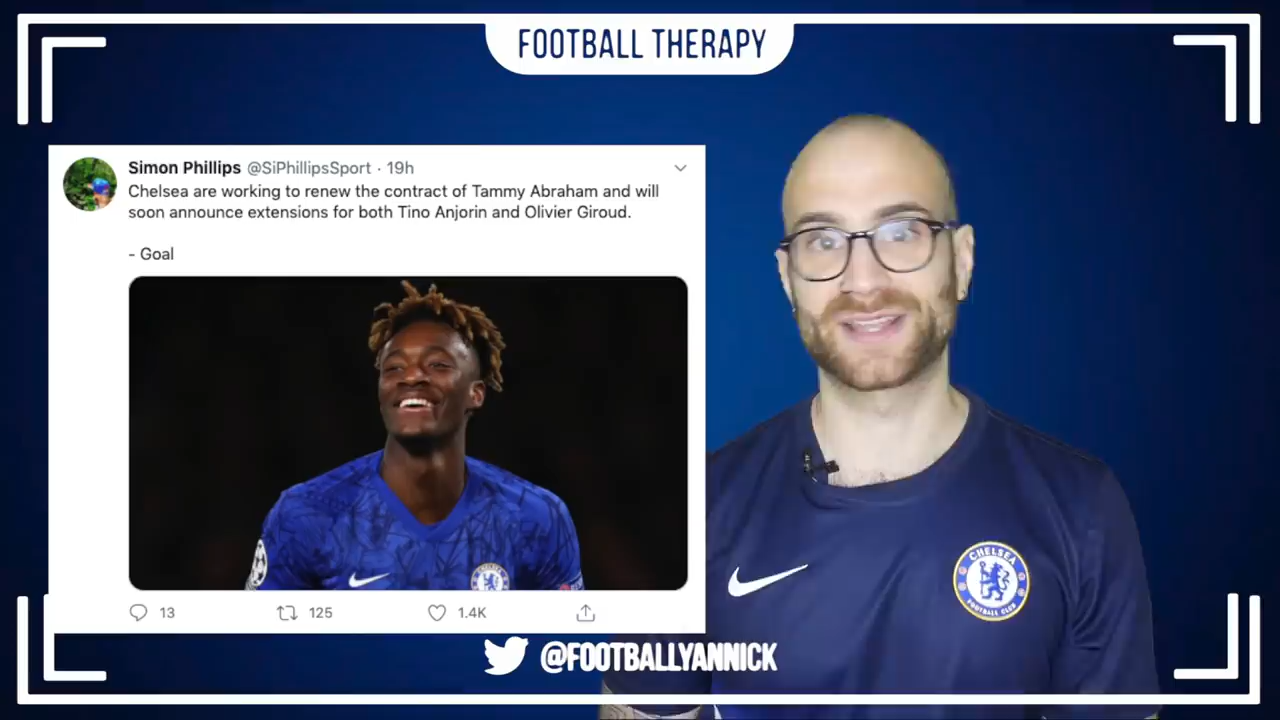 FOOTBALL THERAPY
Simon Phillips @SiPhillipsSport · 19h
Chelsea are working to renew the contract of Tammy Abraham and will
soon announce extensions for both Tino Anjorin and Olivier Giroud.
- Goal
13 125 1.4K
CHELSEA
FOOTBALL CLUB
@FOOTBALLYANNICK